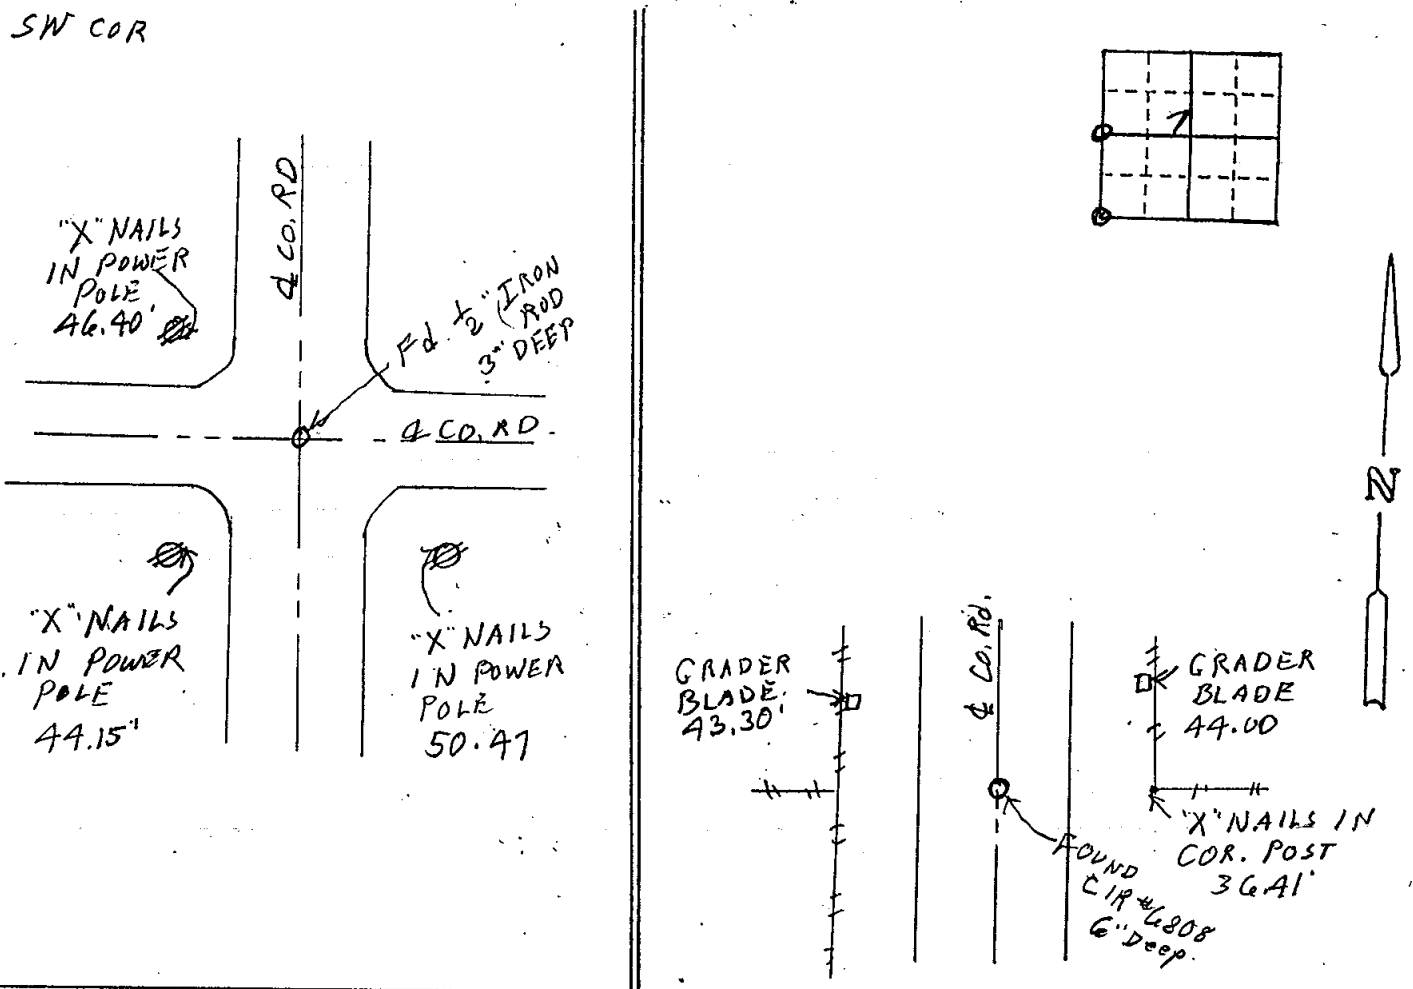 SW COR
"X" NAILS
IN POWER
POLE
46.40'
℄ CO. RD
Fd. 1/2" IRON
ROD
3" DEEP
℄ CO. RD.
"X" NAILS
IN POWER
POLE
44.15'
"X" NAILS
IN POWER
POLE
50.47
N
GRADER
BLADE.
43.30'
℄ Co. Rd.
GRADER
BLADE
44.00
"X" NAILS IN
COR. POST
36.41'
FOUND
CIR #6808
6" Deep.